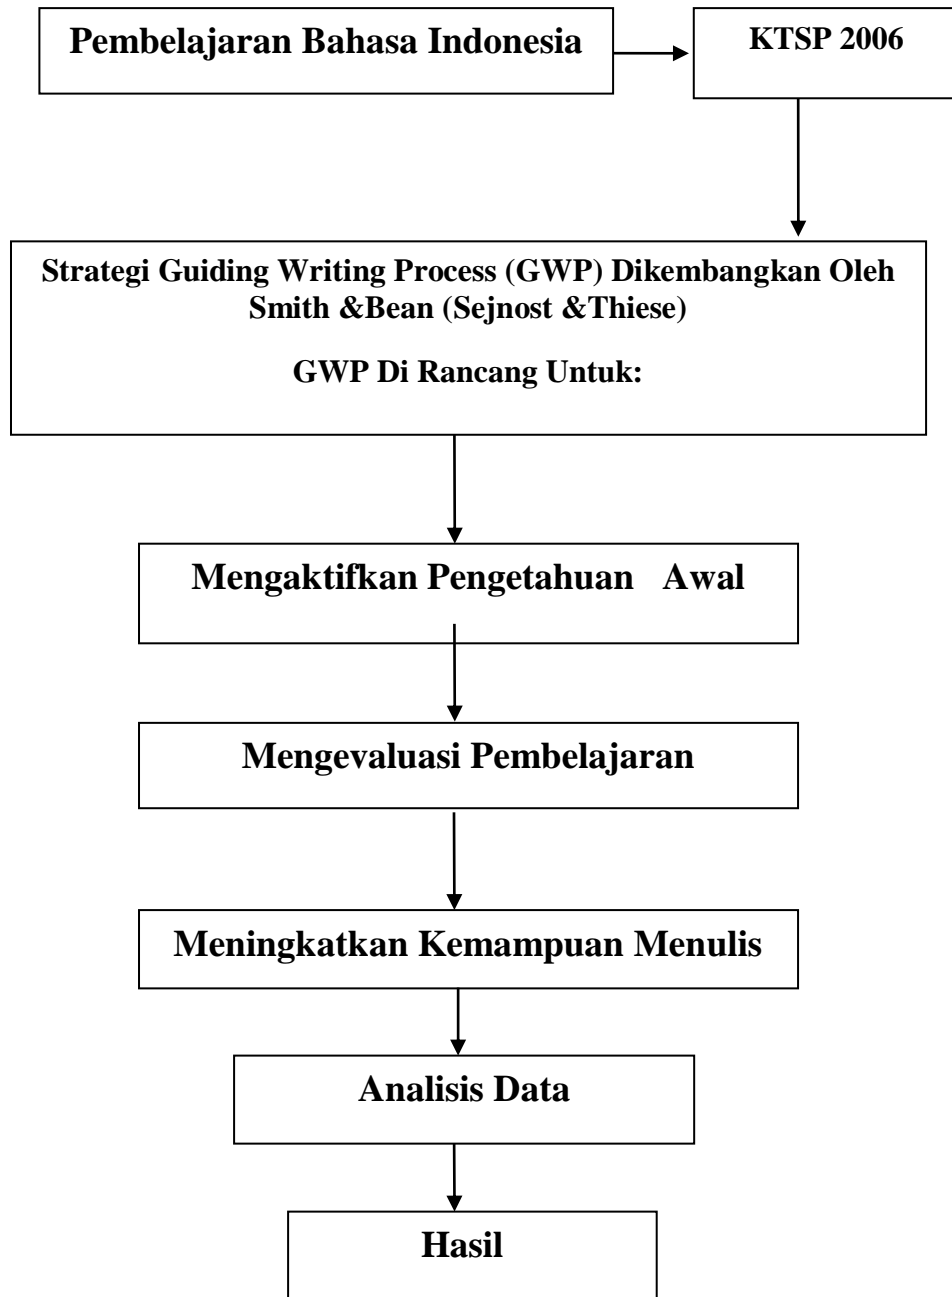 Pembelajaran Bahasa Indonesia
KTSP 2006
Strategi Guiding Writing Process (GWP) Dikembangkan Oleh
Smith &Bean (Sejnost &Thiese)
GWP Di Rancang Untuk:
Mengaktifkan Pengetahuan Awal
Mengevaluasi Pembelajaran
Meningkatkan Kemampuan Menulis
Analisis Data
Hasil